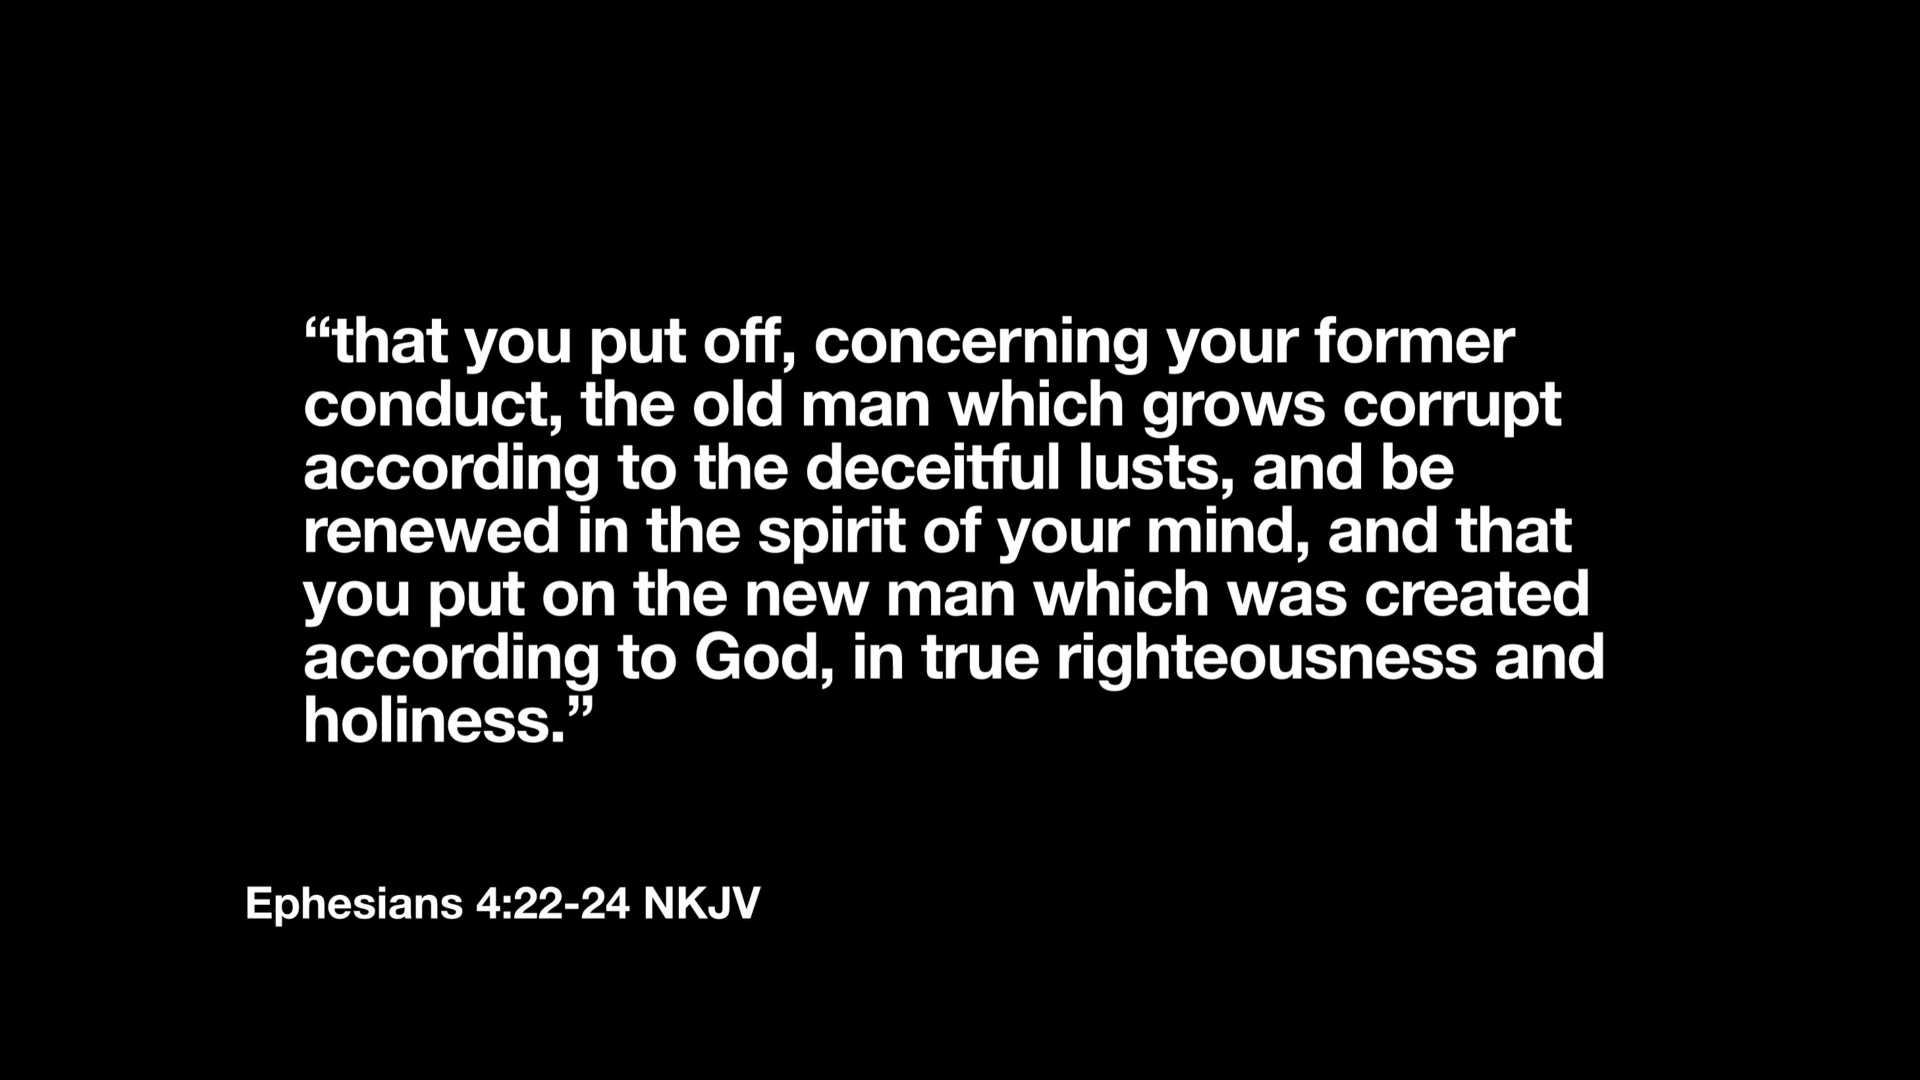 “that you put off, concerning your former
conduct, the old man which grows corrupt
according to the deceitful lusts, and be
renewed in the spirit of your mind, and that
you put on the new man which was created
according to God, in true righteousness and
holiness.”
Ephesians 4:22-24 NKJV